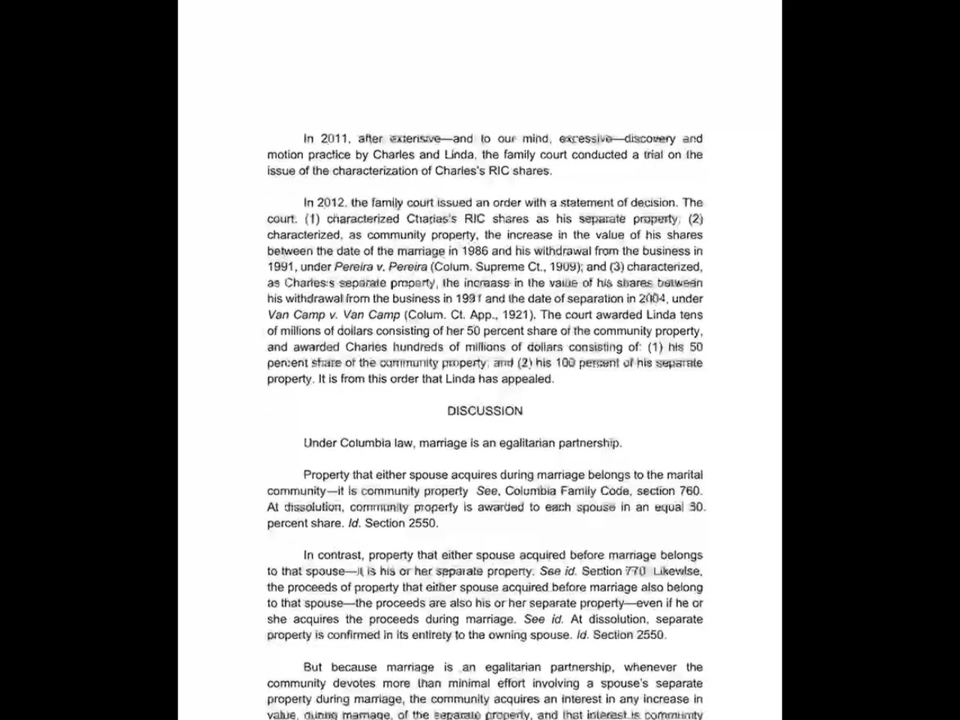 In 2011, after extensive—and to our mind, excessive—discovery and
motion practice by Charles and Linda, the family court conducted a trial on the
issue of the characterization of Charles's RIC shares.
In 2012, the family court issued an order with a statement of decision. The
court: (1) characterized Charles's RIC shares as his separate property; (2)
characterized, as community property, the increase in the value of his shares
between the date of the marriage in 1986 and his withdrawal from the business in
1991, under Pereira v. Pereira (Colum. Supreme Ct., 1909); and (3) characterized,
as Charles's separate property, the increase in the value of his shares between
his withdrawal from the business in 1991 and the date of separation in 2004, under
Van Camp v. Van Camp (Colum. Ct. App., 1921). The court awarded Linda tens
of millions of dollars consisting of her 50 percent share of the community property,
and awarded Charles hundreds of millions of dollars consisting of: (1) his 50
percent share of the community property; and (2) his 100 percent of his separate
property. It is from this order that Linda has appealed.
DISCUSSION
Under Columbia law, marriage is an egalitarian partnership.
Property that either spouse acquires during marriage belongs to the marital
community—it is community property. See, Columbia Family Code, section 760.
At dissolution, community property is awarded to each spouse in an equal 50
percent share. Id. Section 2550.
In contrast, property that either spouse acquired before marriage belongs
to that spouse—it is his or her separate property. See id. Section 770. Likewise,
the proceeds of property that either spouse acquired before marriage also belong
to that spouse—the proceeds are also his or her separate property—even if he or
she acquires the proceeds during marriage. See id. At dissolution, separate
property is confirmed in its entirety to the owning spouse. Id. Section 2550.
But because marriage is an egalitarian partnership, whenever the
community devotes more than minimal effort involving a spouse's separate
property during marriage, the community acquires an interest in any increase in
value, during marriage, of the separate property, and that interest is community